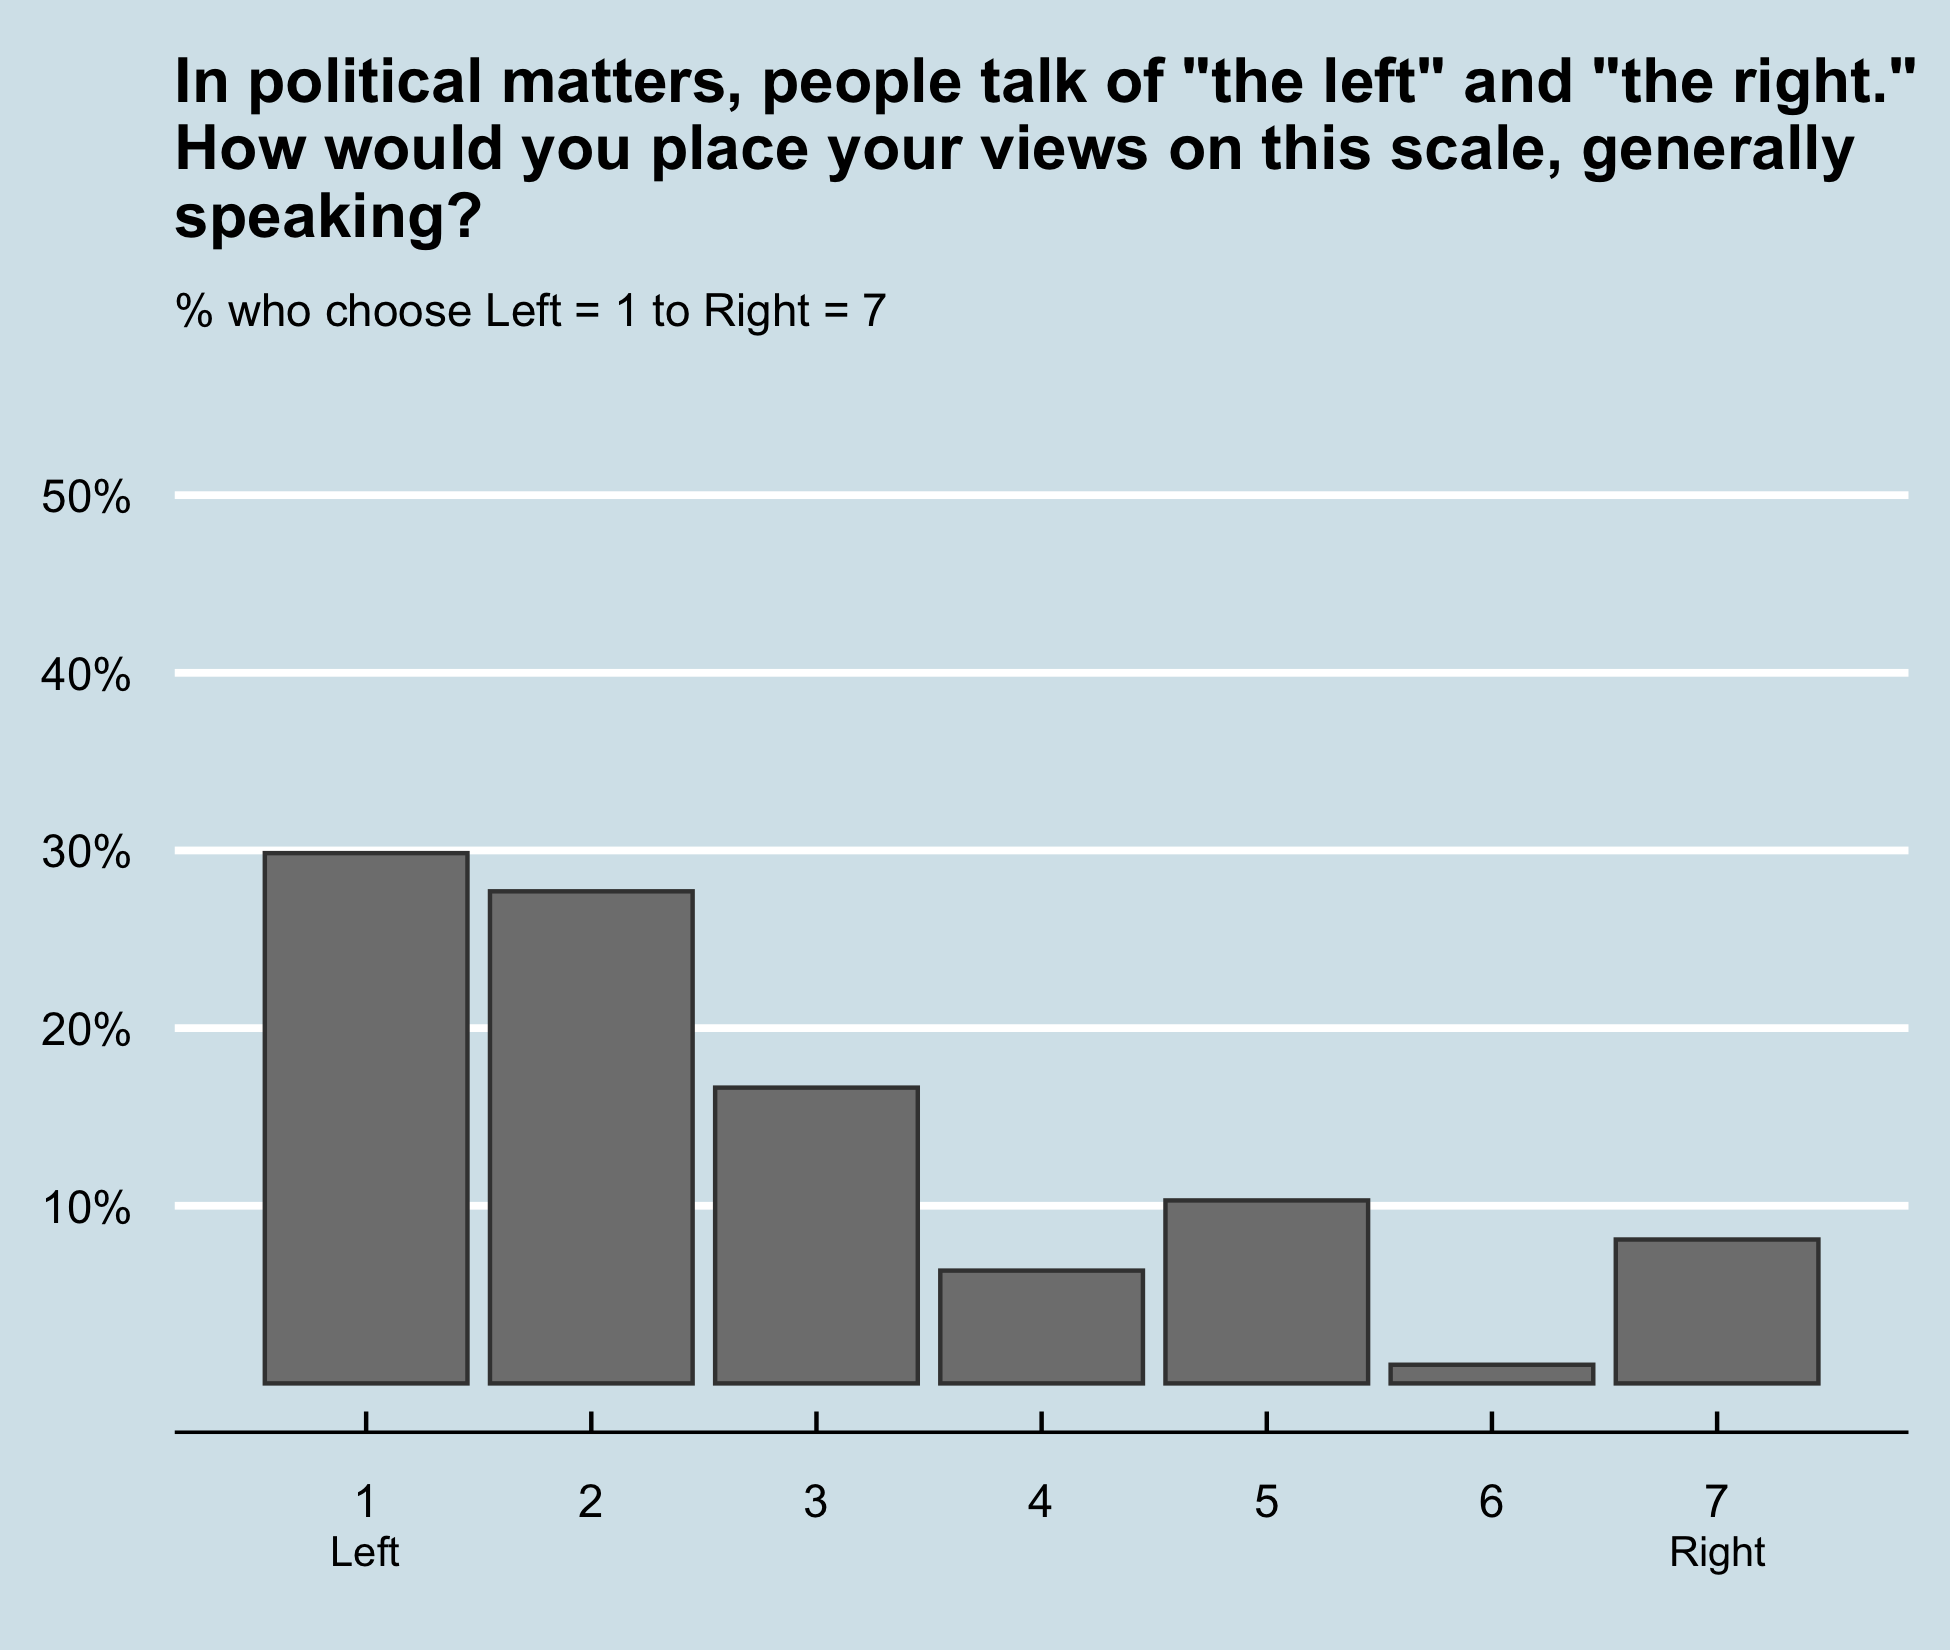 In political matters, people talk of "the left" and "the right."
How would you place your views on this scale, generally
speaking?
% who choose Left = 1 to Right = 7
50%
40%
30%
20%
10%
1 2 3 4 5 6 7
Left Right